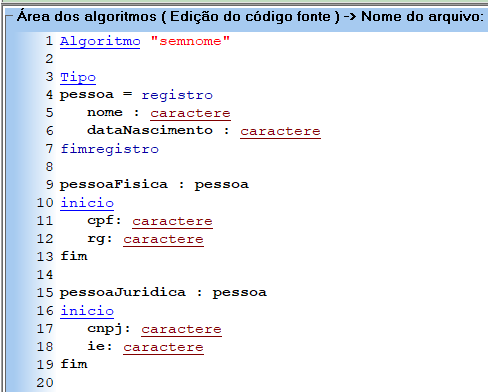 Área dos algoritmos ( Edição do código fonte ) -> Nome do arquivo:
1 Algoritmo "semnome"
2
3 Tipo
4 pessoa = registro
5 nome : caractere
6 dataNascimento : caractere
7 fimregistro
8
9 pessoaFisica : pessoa
10 inicio
11 cpf: caractere
12 rg: caractere
13 fim
14
15 pessoaJuridica : pessoa
16 inicio
17 cnpj: caractere
18 ie: caractere
19 fim
20